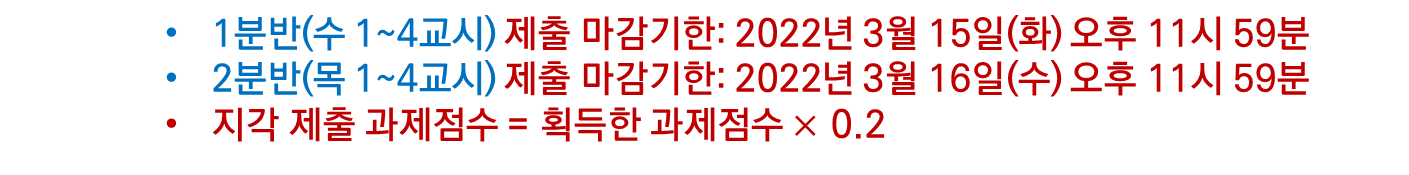 • 1분반(수 1~4교시) 제출 마감기한: 2022년 3월 15일(화) 오후 11시 59분
• 2분반(목 1~4교시) 제출 마감기한: 2022년 3월 16일(수) 오후 11시 59분
• 지각 제출 과제점수 = 획득한 과제점수 × 0.2